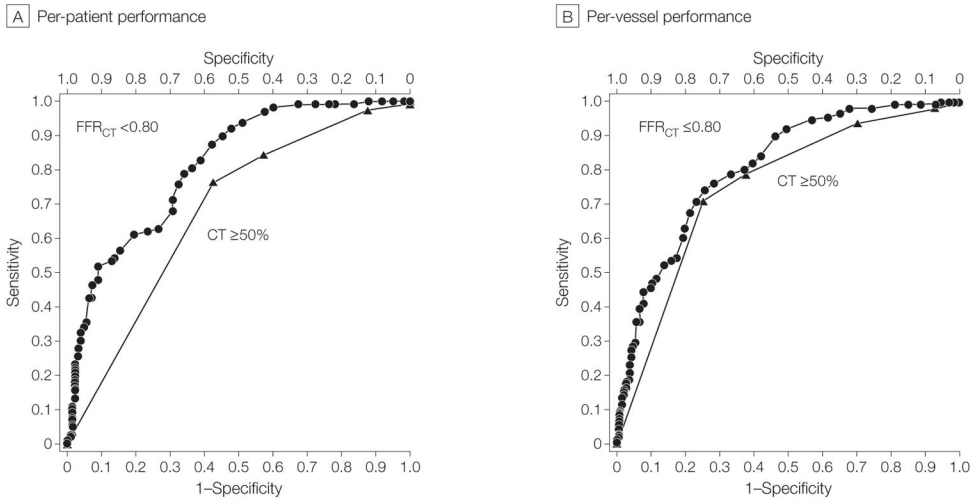 A Per-patient performance
Specificity
1.0 0.9 0.8 0.7 0.6 0.5 0.4 0.3 0.2 0.1 0
1.0
0.9
0.8
0.7
0.6
0.5
0.4
0.3
0.2
0.1
0
Sensitivity
FFRCT <0.80
CT ≥50%
0 0.1 0.2 0.3 0.4 0.5 0.6 0.7 0.8 0.9 1.0
1–Specificity
B Per-vessel performance
Specificity
1.0 0.9 0.8 0.7 0.6 0.5 0.4 0.3 0.2 0.1 0
1.0
0.9
0.8
0.7
0.6
0.5
0.4
0.3
0.2
0.1
0
Sensitivity
FFRCT ≤0.80
CT ≥50%
0 0.1 0.2 0.3 0.4 0.5 0.6 0.7 0.8 0.9 1.0
1–Specificity